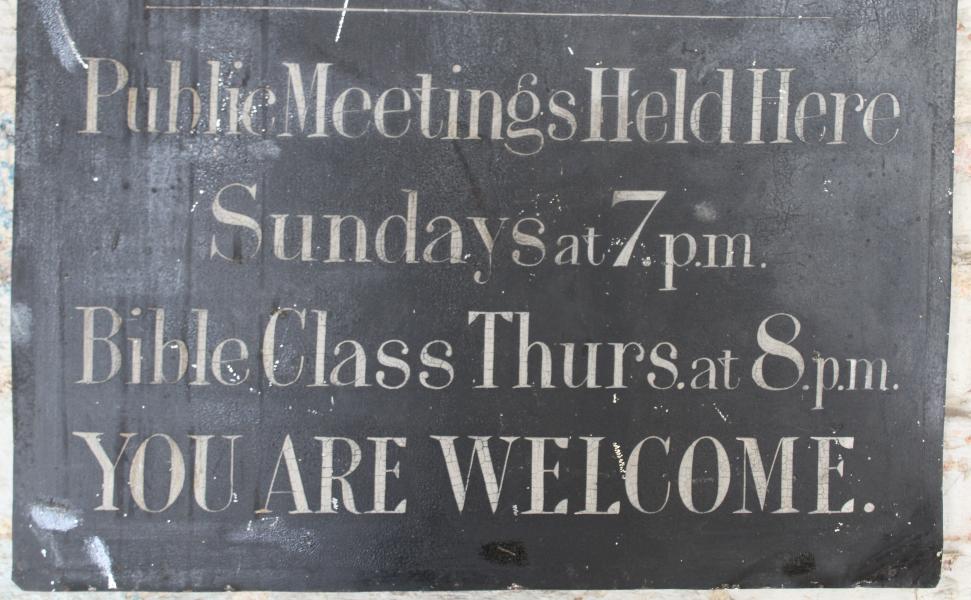 Public Meetings Held Here
Sundays at 7. p.m.
Bible Class Thurs. at 8. p.m.
YOU ARE WELCOME.